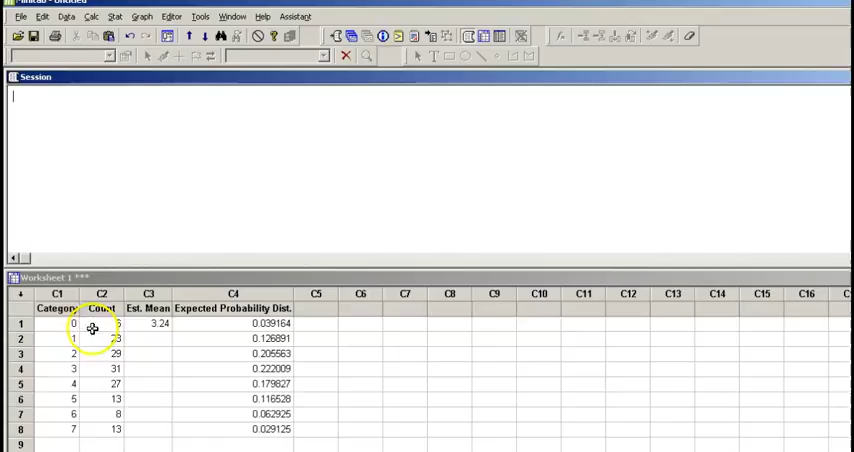 Minitab - Untitled
File Edit Data Calc Stat Graph Editor Tools Window Help Assistant
Session
Worksheet 1 ***
C1 C2 C3 C4 C5 C6 C7 C8 C9 C10 C11 C12 C13 C14 C15 C16
Category Count Est. Mean Expected Probability Dist.
1 0 6 3.24 0.039164
2 1 0.126891
3 2 29 0.205563
4 3 31 0.222009
5 4 27 0.179827
6 5 13 0.116528
7 6 8 0.062925
8 7 13 0.029125
9